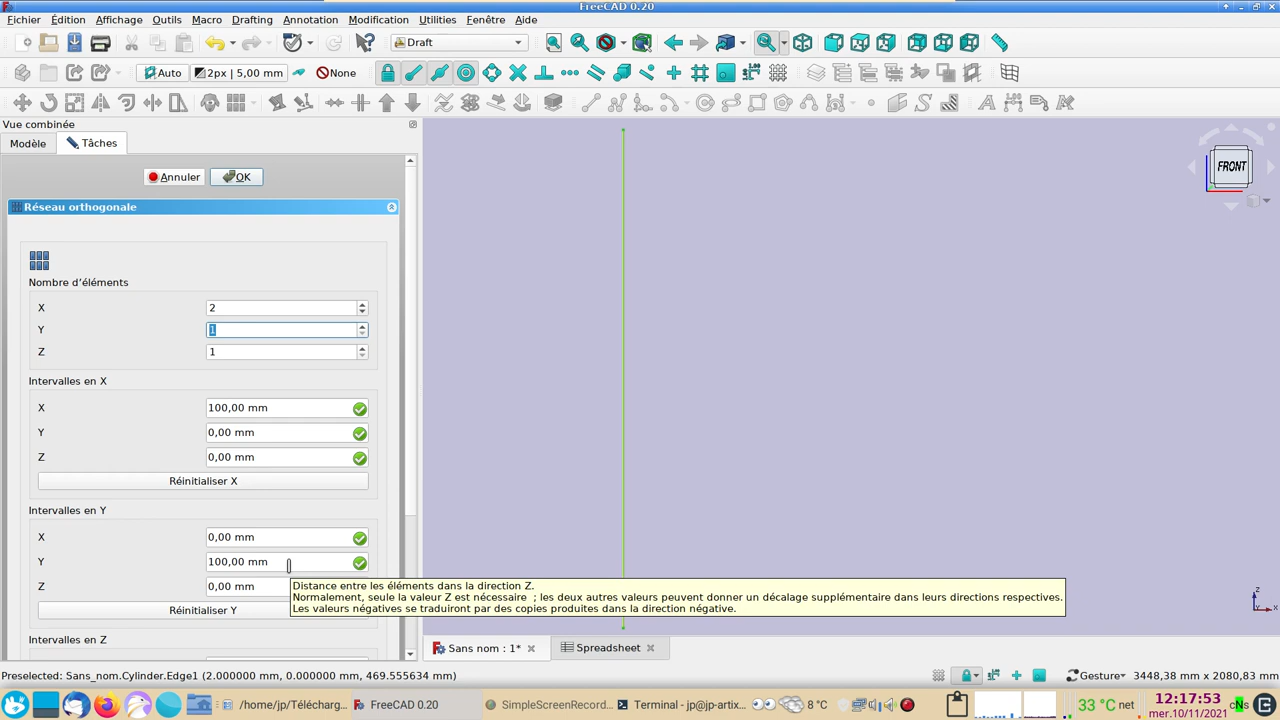 FreeCAD 0.20
Fichier Édition Affichage Outils Macro Drafting Annotation Modification Utilities Fenêtre Aide
Draft
Auto 2px | 5,00 mm None
Vue combinée
Modèle Tâches
Annuler OK
Réseau orthogonale
Nombre d’éléments
X 2
Y 1
Z 1
Intervalles en X
X 100,00 mm
Y 0,00 mm
Z 0,00 mm
Réinitialiser X
Intervalles en Y
X 0,00 mm
Y 100,00 mm
Z 0,00 mm
Réinitialiser Y
Intervalles en Z
Distance entre les éléments dans la direction Z.
Normalement, seule la valeur Z est nécessaire ; les deux autres valeurs peuvent donner un décalage supplémentaire dans leurs directions respectives.
Les valeurs négatives se traduiront par des copies produites dans la direction négative.
FRONT
Z
X
Sans nom : 1* Spreadsheet
Preselected: Sans_nom.Cylinder.Edge1 (2.000000 mm, 0.000000 mm, 469.555634 mm) Gesture 3448,38 mm x 2080,83 mm
/home/jp/Télécharg... FreeCAD 0.20 SimpleScreenRecord... Terminal - jp@jp-artix... 8°C 33 °C net 12:17:53 cNs
mer.10/11/2021